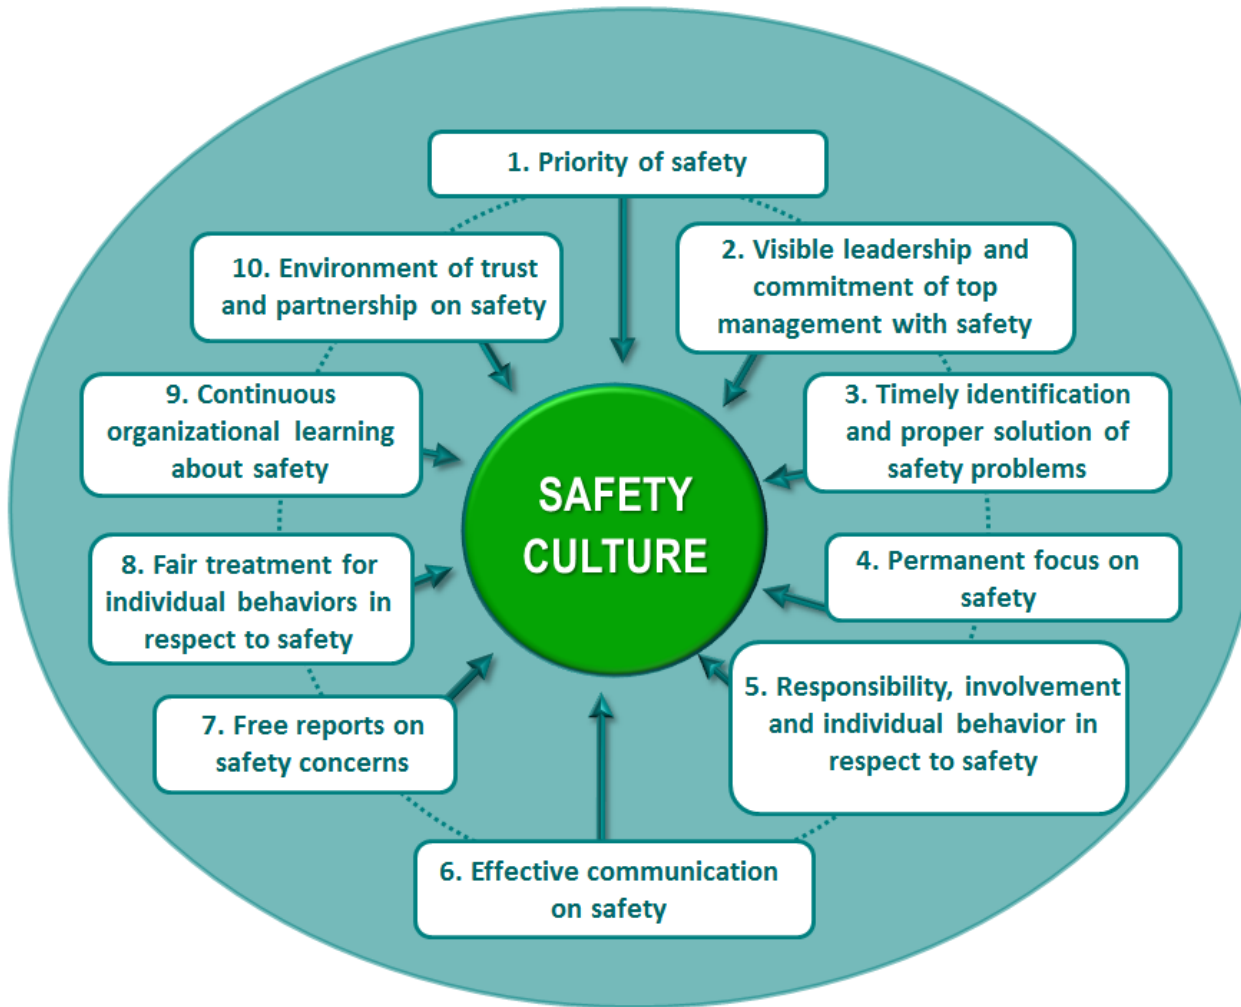 1. Priority of safety
2. Visible leadership and
commitment of top
management with safety
3. Timely identification
and proper solution of
safety problems
4. Permanent focus on
safety
5. Responsibility, involvement
and individual behavior in
respect to safety
6. Effective communication
on safety
7. Free reports on
safety concerns
8. Fair treatment for
individual behaviors in
respect to safety
9. Continuous
organizational learning
about safety
10. Environment of trust
and partnership on safety
SAFETY
CULTURE